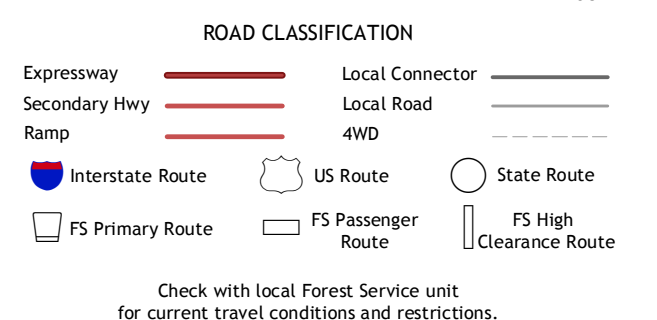 ROAD CLASSIFICATION
Expressway
Local Connector
Secondary Hwy
Local Road
Ramp
4WD
Interstate Route
US Route
State Route
FS Primary Route
FS Passenger
Route
FS High
Clearance Route
Check with local Forest Service unit
for current travel conditions and restrictions.